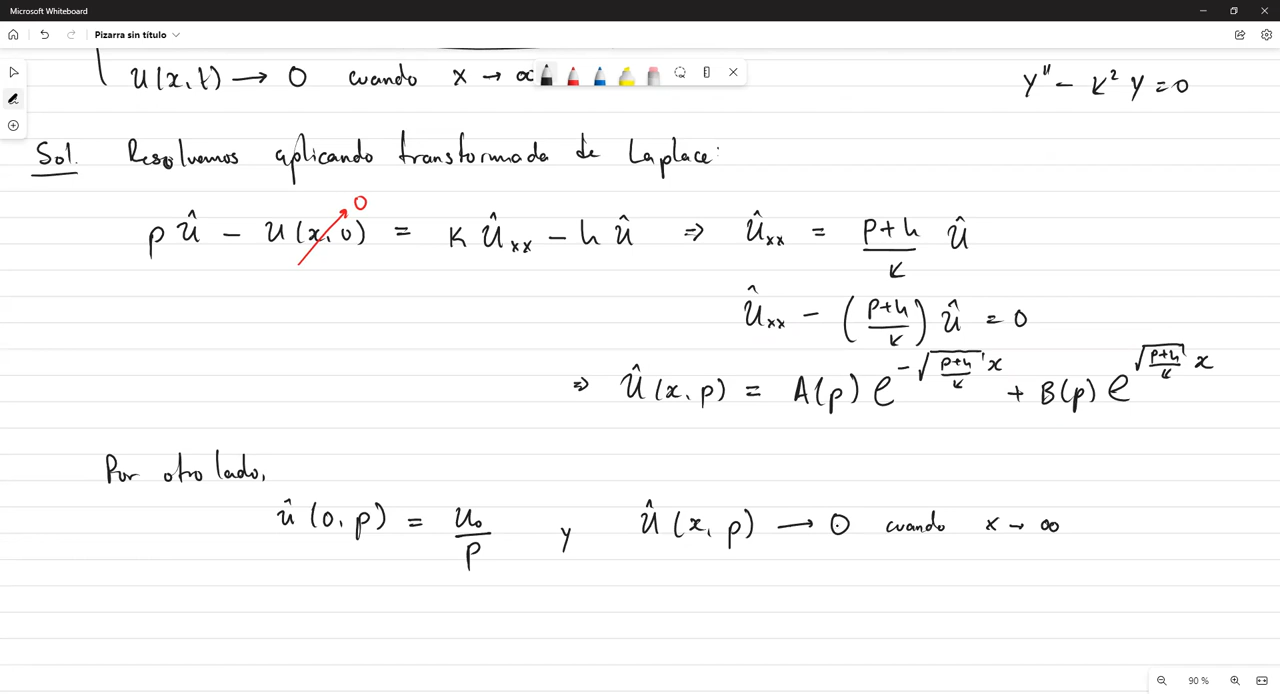 Microsoft Whiteboard
Pizarra sin título
U(x,t) → 0 cuando x → ∞
y'' - k² y = 0
Sol. Resolvemos aplicando transformada de Laplace:
p û - u(x,0) = k û_xx - h û ⇒ û_xx = (p+h)/k û
0
û_xx - ((p+h)/k) û = 0
⇒ û(x,p) = A(p) e^(-√((p+h)/k) x) + B(p) e^(√((p+h)/k) x)
Por otro lado,
û(0,p) = u₀/p y û(x,p) → 0 cuando x → ∞
90 %